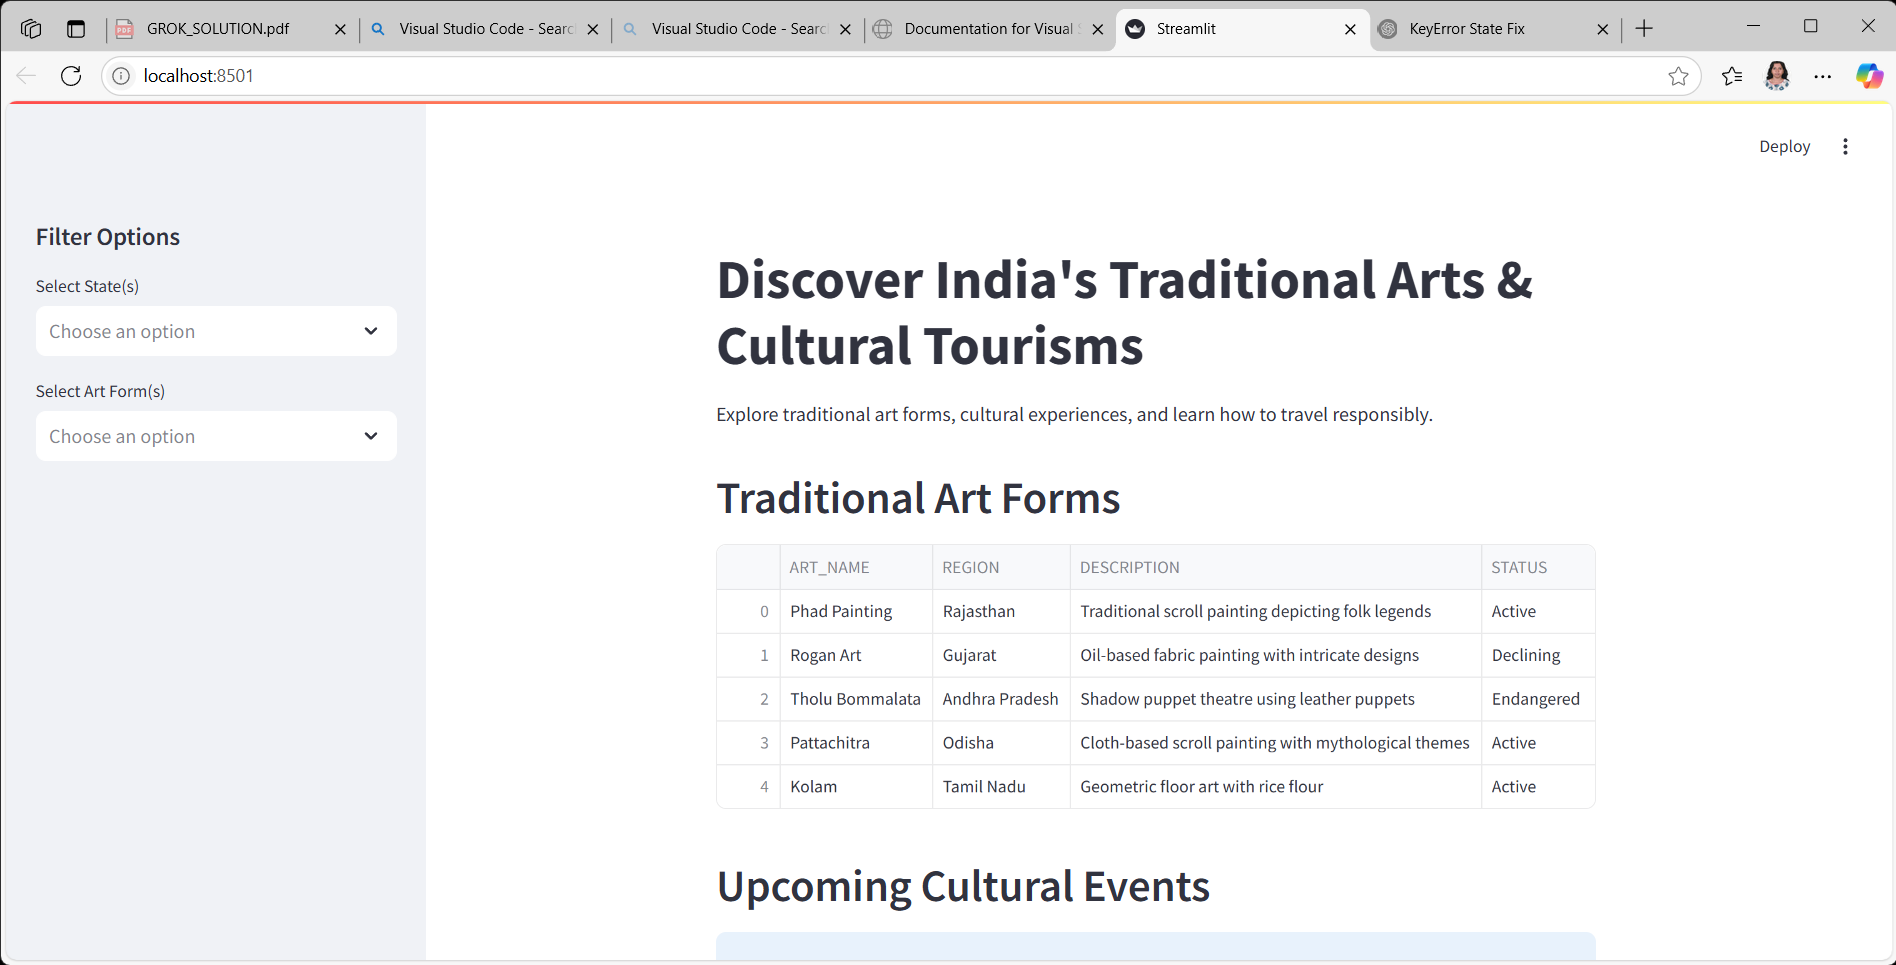 GROK_SOLUTION.pdf
Visual Studio Code - Searc
Visual Studio Code - Searc
Documentation for Visual S
Streamlit
KeyError State Fix
localhost:8501
Deploy
Filter Options
Select State(s)
Choose an option
Select Art Form(s)
Choose an option
Discover India's Traditional Arts &
Cultural Tourisms
Explore traditional art forms, cultural experiences, and learn how to travel responsibly.
Traditional Art Forms
ART_NAME REGION DESCRIPTION STATUS
0 Phad Painting Rajasthan Traditional scroll painting depicting folk legends Active
1 Rogan Art Gujarat Oil-based fabric painting with intricate designs Declining
2 Tholu Bommalata Andhra Pradesh Shadow puppet theatre using leather puppets Endangered
3 Pattachitra Odisha Cloth-based scroll painting with mythological themes Active
4 Kolam Tamil Nadu Geometric floor art with rice flour Active
Upcoming Cultural Events